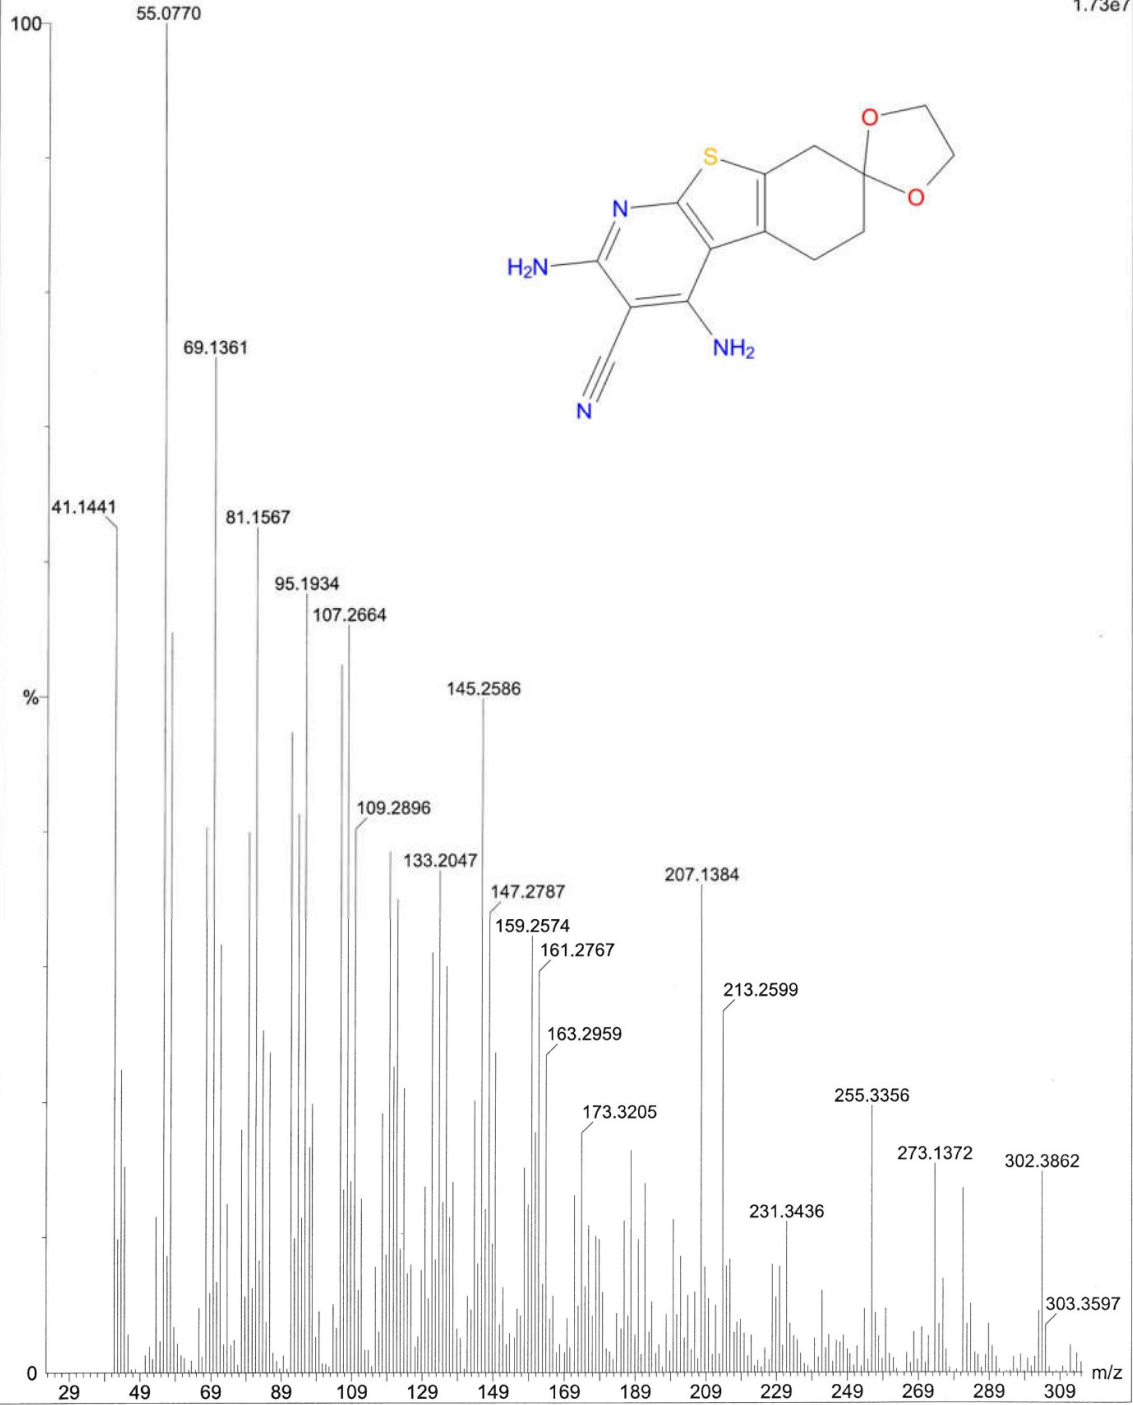 1.73e7
100
55.0770
69.1361
41.1441
81.1567
95.1934
107.2664
%
145.2586
109.2896
133.2047
207.1384
147.2787
159.2574
161.2767
213.2599
163.2959
173.3205
255.3356
273.1372
302.3862
231.3436
303.3597
0
m/z
29 49 69 89 109 129 149 169 189 209 229 249 269 289 309
O
O
S
N
H₂N
NH₂
N